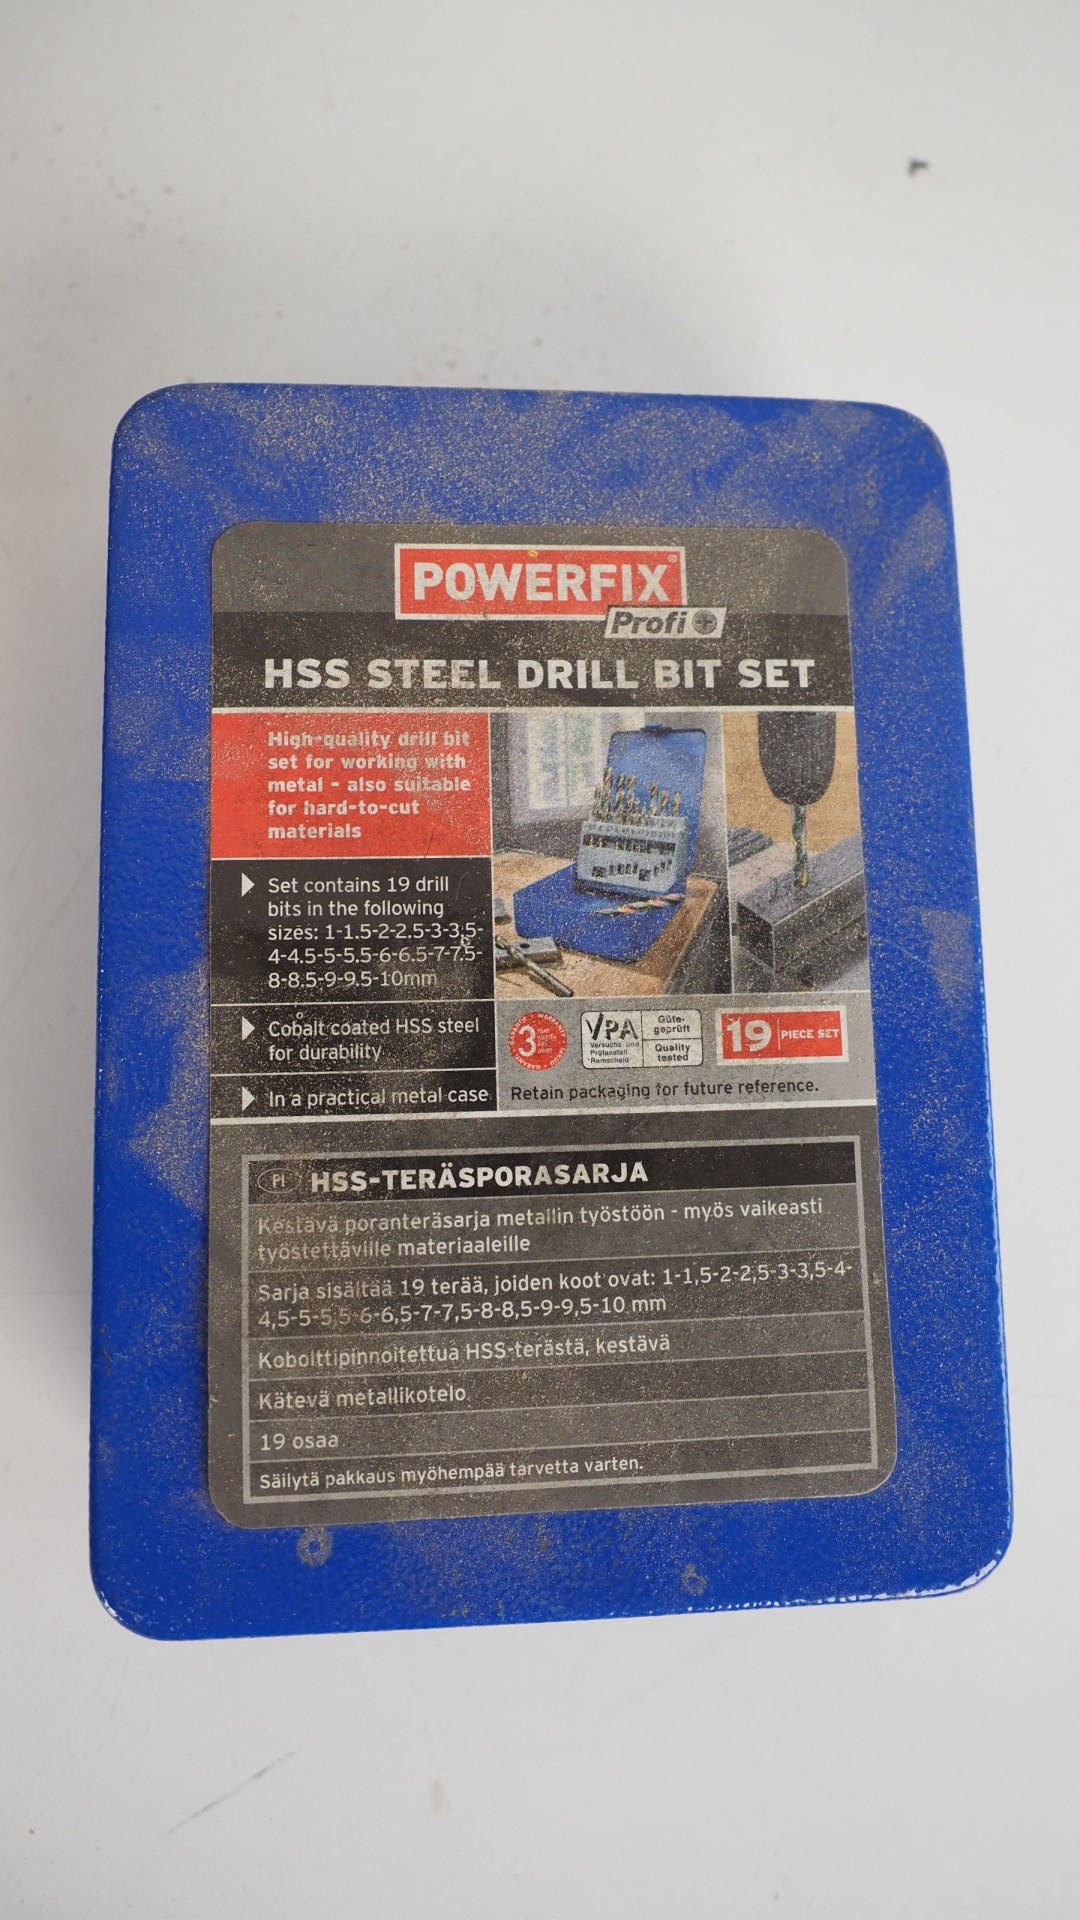 POWERFIX®
Profi+
HSS STEEL DRILL BIT SET
High-quality drill bit
set for working with
metal - also suitable
for hard-to-cut
materials
Set contains 19 drill
bits in the following
sizes: 1-1.5-2-2.5-3-3.5-
4-4.5-5-5.5-6-6.5-7-7.5-
8-8.5-9-9.5-10mm
Cobalt coated HSS steel
for durability
In a practical metal case
3
VPA
Versuchs und
Prüfanstalt
Remscheid
Güte-
geprüft
Quality
tested
19 PIECE SET
Retain packaging for future reference.
FI HSS-TERÄSPORASARJA
Kestävä poranteräsarja metallin työstöön - myös vaikeasti
työstettäville materiaaleille
Sarja sisältää 19 terää, joiden koot ovat: 1-1,5-2-2,5-3-3,5-4-
4,5-5-5,5-6-6,5-7-7,5-8-8,5-9-9,5-10 mm
Kobolttipinnoitettua HSS-terästä, kestävä
Kätevä metallikotelo
19 osaa
Säilytä pakkaus myöhempää tarvetta varten.